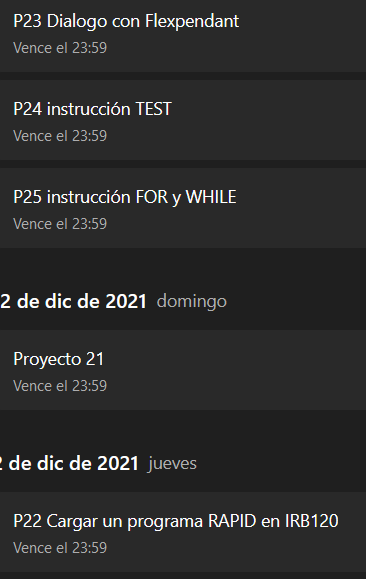 P23 Dialogo con Flexpendant
Vence el 23:59
P24 instrucción TEST
Vence el 23:59
P25 instrucción FOR y WHILE
Vence el 23:59
2 de dic de 2021 domingo
Proyecto 21
Vence el 23:59
2 de dic de 2021 jueves
P22 Cargar un programa RAPID en IRB120
Vence el 23:59